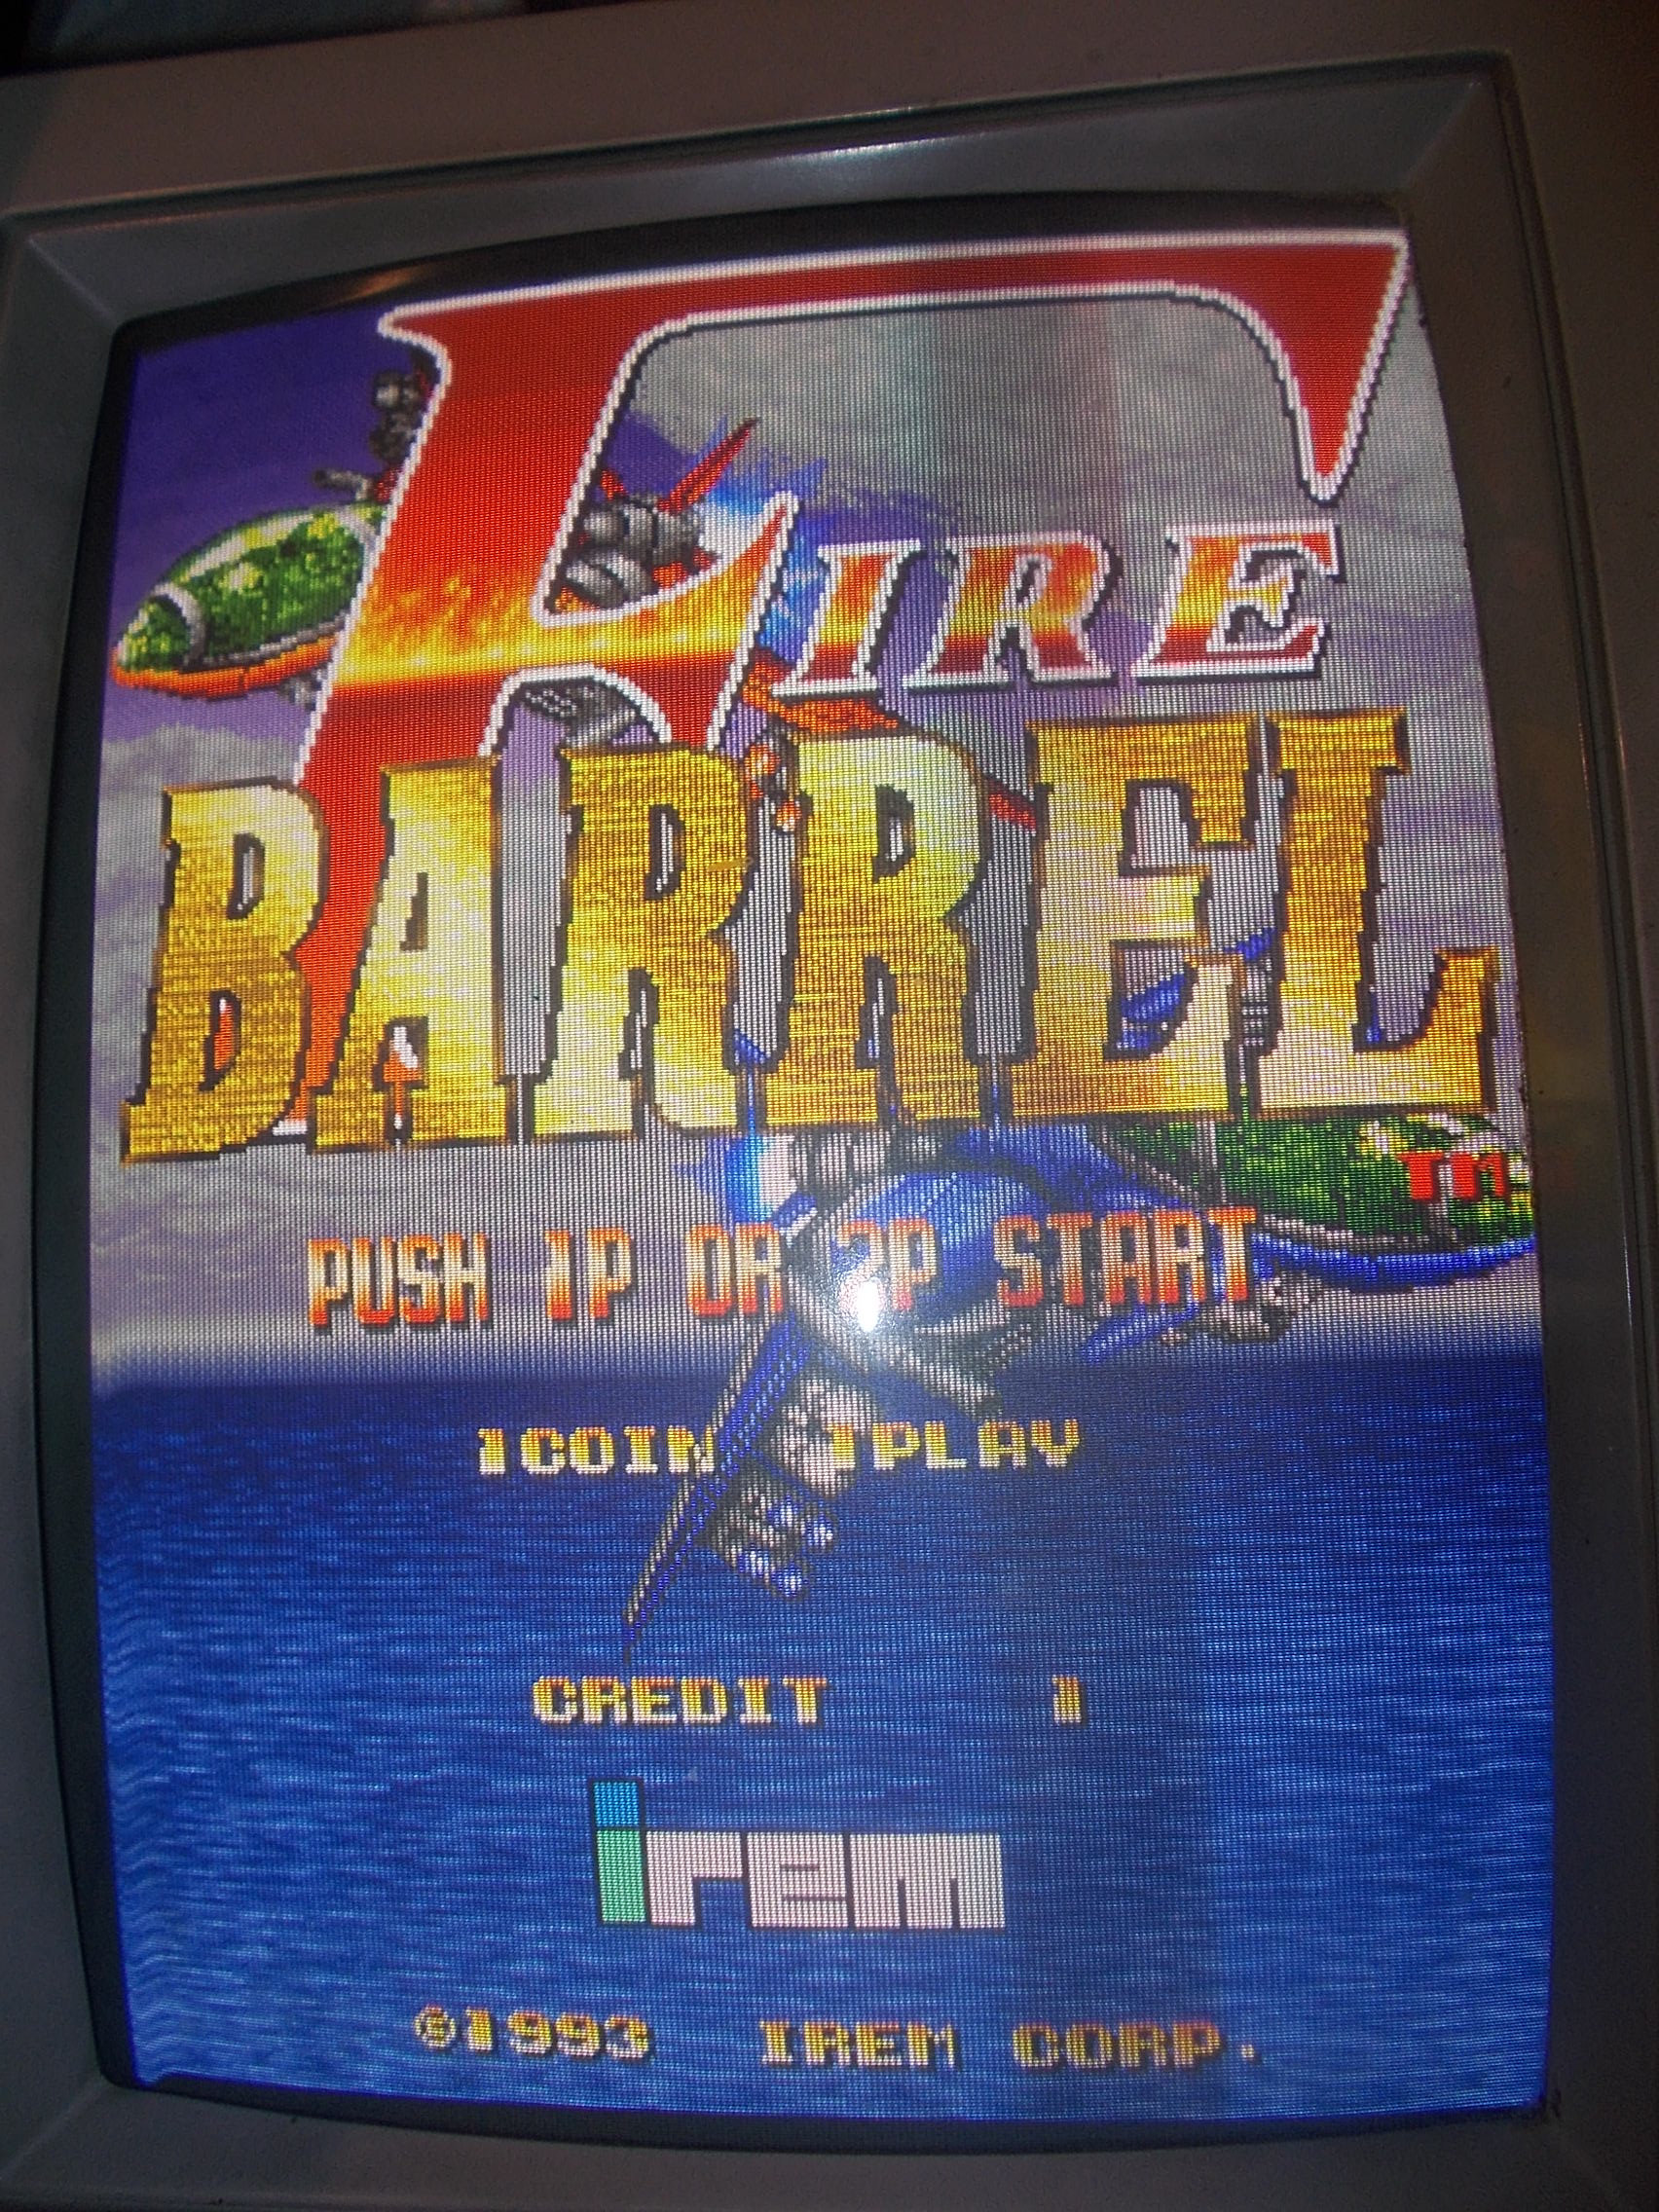 FIRE
BARREL
TM
PUSH 1P OR 2P START
1COIN 1PLAY
CREDIT 1
irem
©1993 IREM CORP.